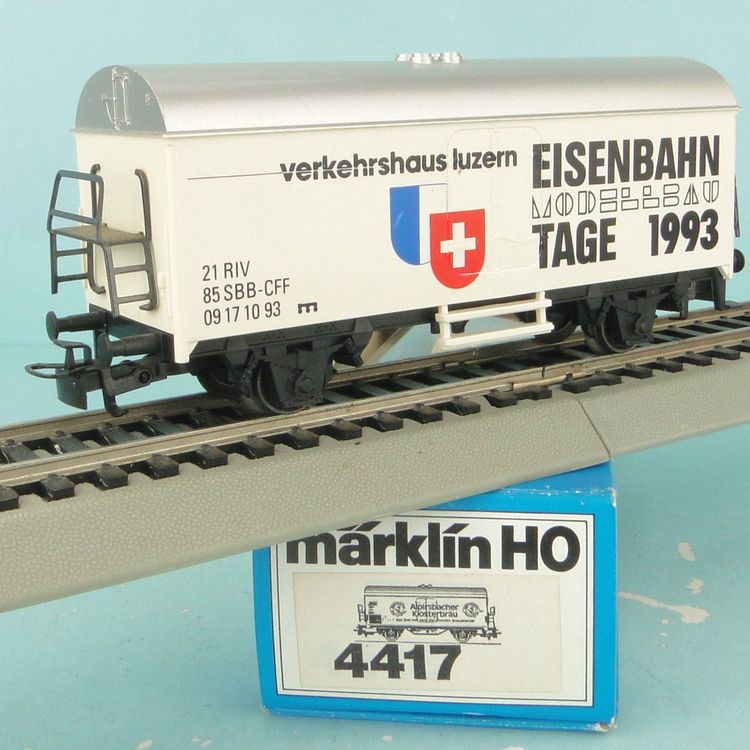 verkehrshaus luzern
EISENBAHN
MODELLBAU
TAGE 1993
21 RIV
85 SBB-CFF
09 17 10 93
märklin HO
Alpirsbacher
Klosterbräu
4417